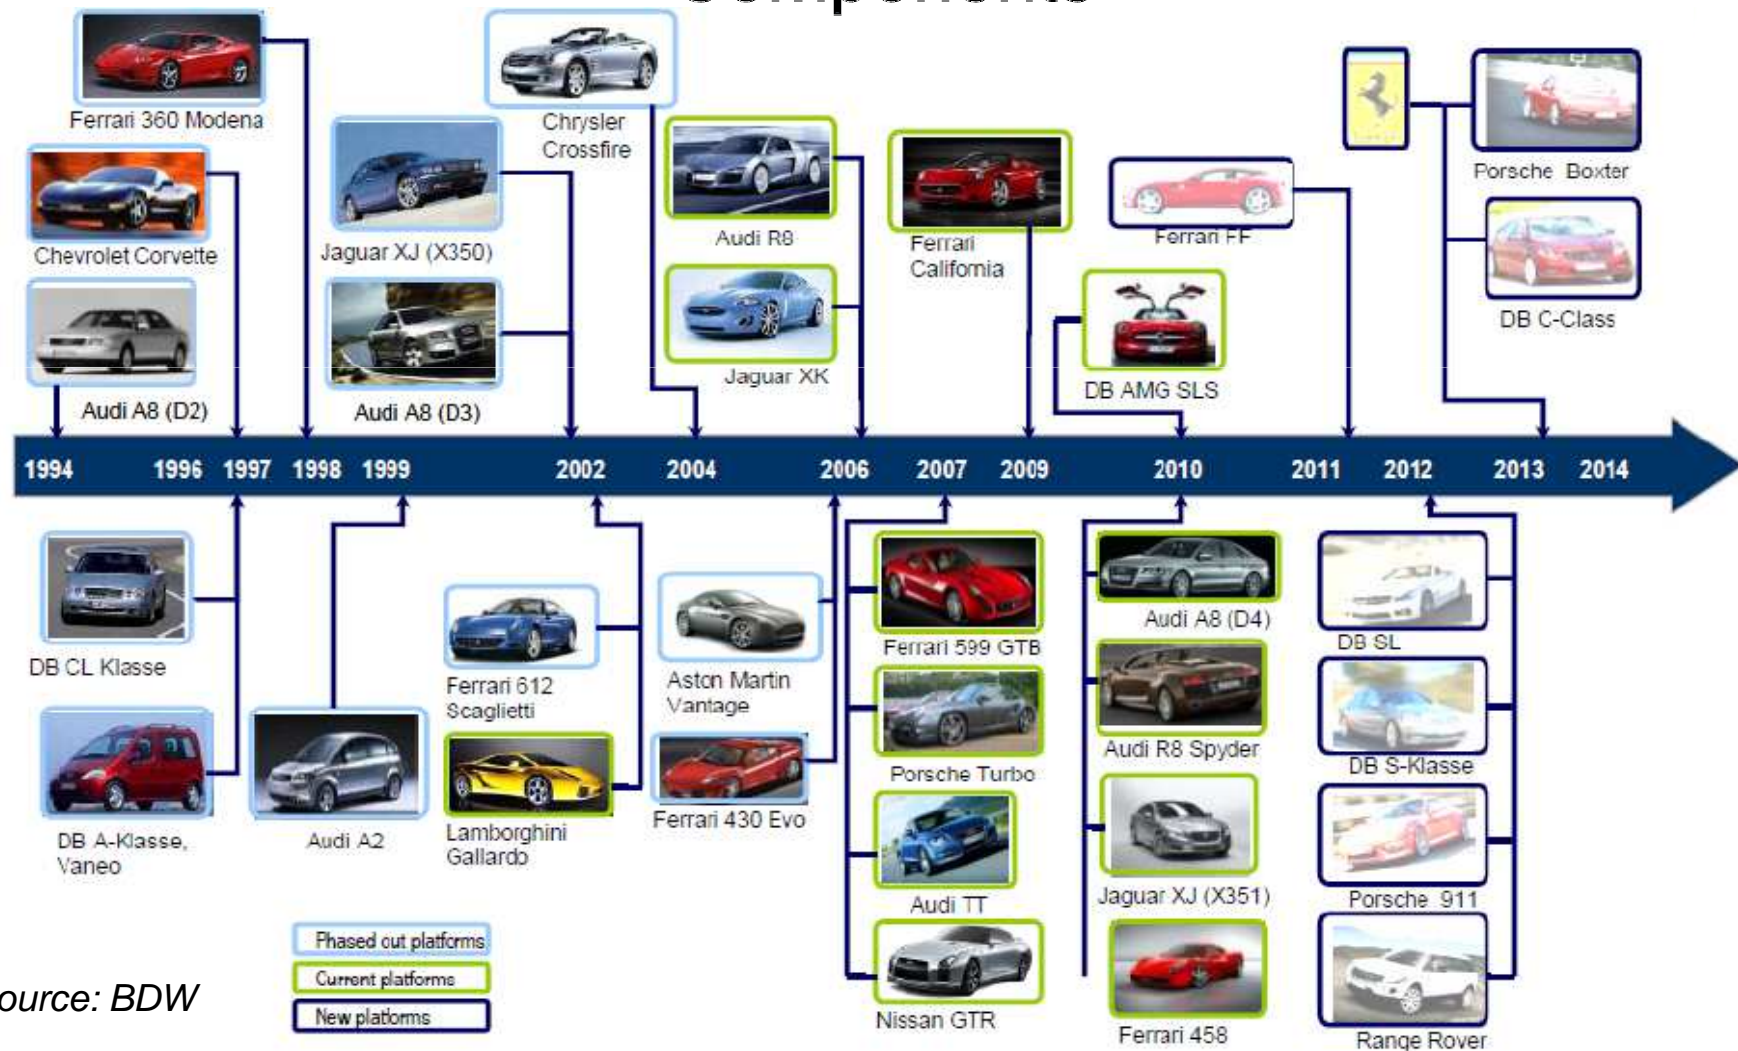 Components
Ferrari 360 Modena
Chevrolet Corvette
Audi A8 (D2)
Jaguar XJ (X350)
Audi A8 (D3)
Chrysler
Crossfire
Audi R8
Jaguar XK
Ferrari
California
DB AMG SLS
Ferrari FF
Porsche Boxter
DB C-Class
1994 1996 1997 1998 1999 2002 2004 2006 2007 2009 2010 2011 2012 2013 2014
DB CL Klasse
DB A-Klasse,
Vaneo
Audi A2
Ferrari 612
Scaglietti
Lamborghini
Gallardo
Aston Martin
Vantage
Ferrari 430 Evo
Ferrari 599 GTB
Porsche Turbo
Audi TT
Nissan GTR
Audi A8 (D4)
Audi R8 Spyder
Jaguar XJ (X351)
Ferrari 458
DB SL
DB S-Klasse
Porsche 911
Range Rover
Phased out platforms
Current platforms
New platforms
ource: BDW